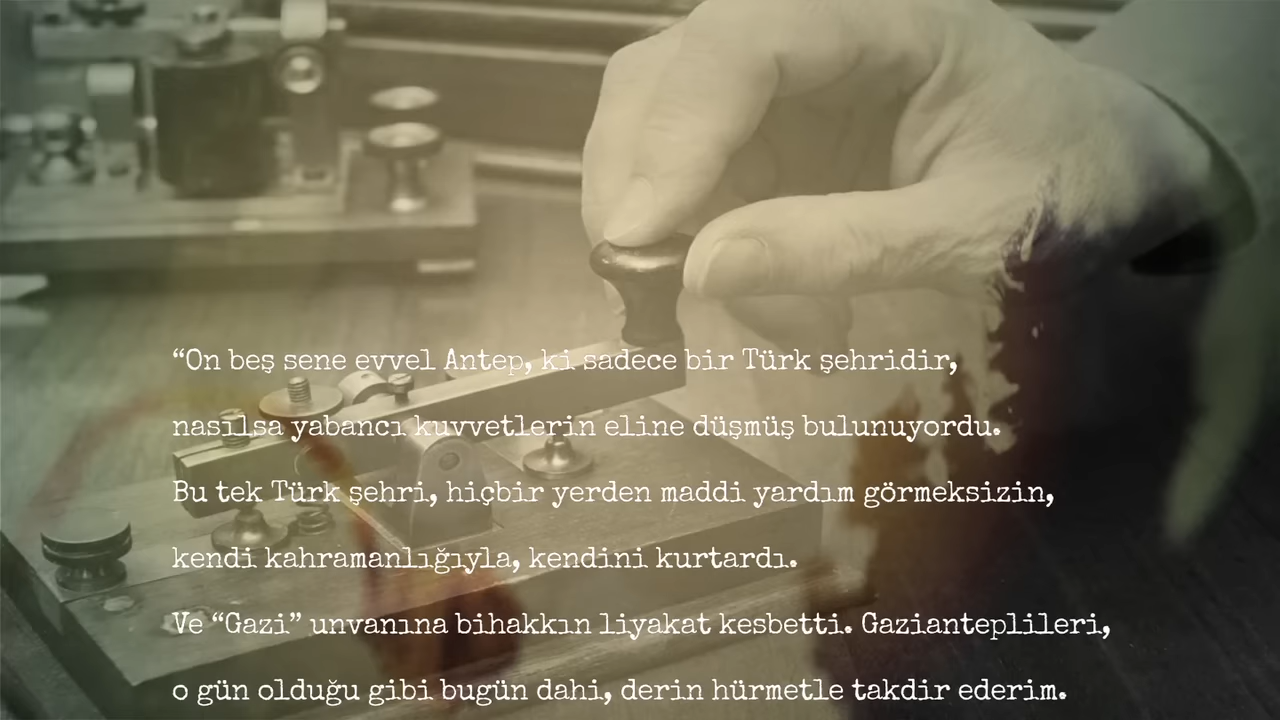 “On beş sene evvel Antep, ki sadece bir Türk şehridir,
nasılsa yabancı kuvvetlerin eline düşmüş bulunuyordu.
Bu tek Türk şehri, hiçbir yerden maddi yardım görmeksizin,
kendi kahramanlığıyla, kendini kurtardı.
Ve “Gazi” unvanına bihakkın liyakat kesbetti. Gazianteplileri,
o gün olduğu gibi bugün dahi, derin hürmetle takdir ederim.